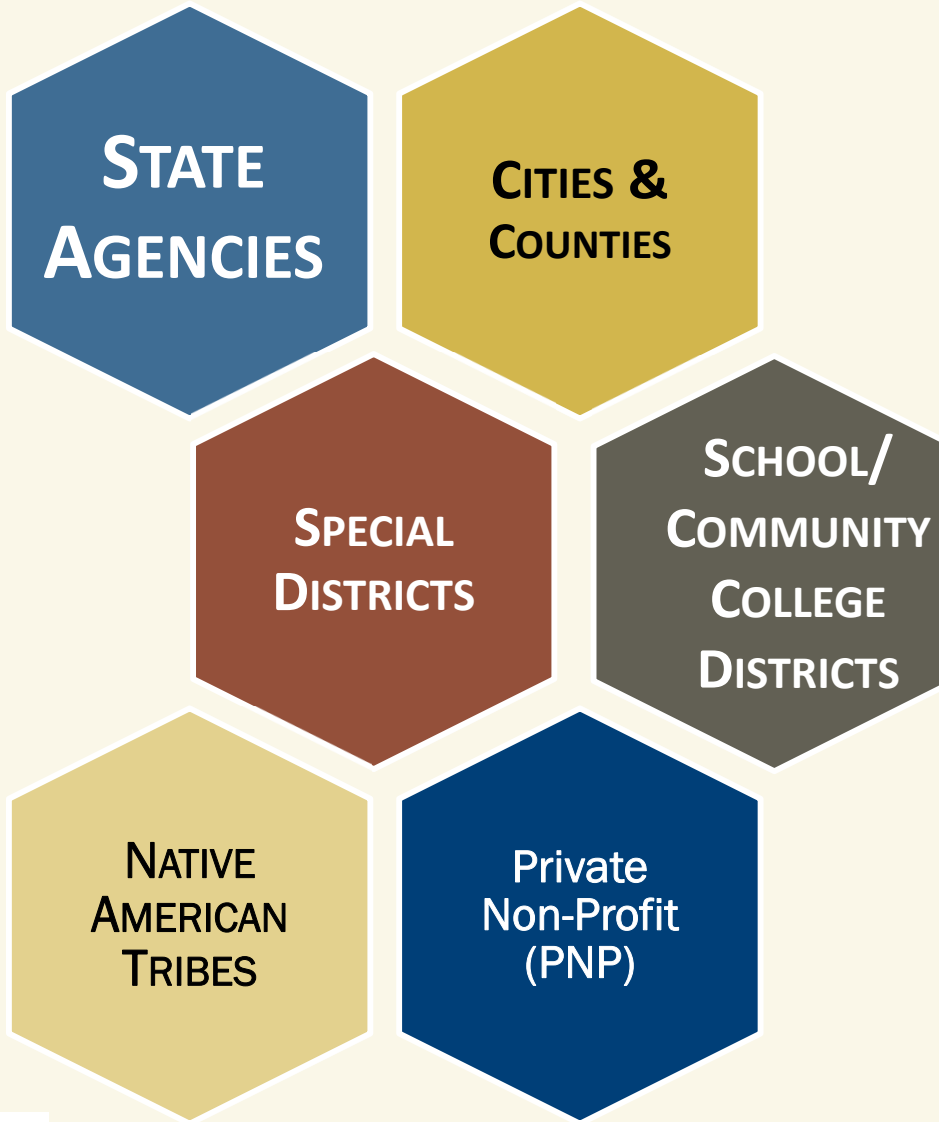 STATE
AGENCIES
CITIES &
COUNTIES
SPECIAL
DISTRICTS
SCHOOL/
COMMUNITY
COLLEGE
DISTRICTS
NATIVE
AMERICAN
TRIBES
Private
Non-Profit
(PNP)